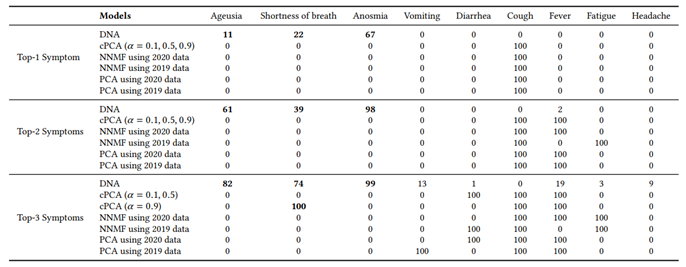 Models Ageusia Shortness of breath Anosmia Vomiting Diarrhea Cough Fever Fatigue Headache
DNA 11 22 67 0 0 0 0 0 0
cPCA (α = 0.1, 0.5, 0.9) 0 0 0 0 0 100 0 0 0
Top-1 Symptom NNMF using 2020 data 0 0 0 0 0 100 0 0 0
NNMF using 2019 data 0 0 0 0 0 100 0 0 0
PCA using 2020 data 0 0 0 0 0 100 0 0 0
PCA using 2019 data 0 0 0 0 0 100 0 0 0
DNA 61 39 98 0 0 0 2 0 0
cPCA (α = 0.1, 0.5, 0.9) 0 0 0 0 0 100 100 0 0
Top-2 Symptoms NNMF using 2020 data 0 0 0 0 0 100 100 0 0
NNMF using 2019 data 0 0 0 0 0 100 0 100 0
PCA using 2020 data 0 0 0 0 0 100 100 0 0
PCA using 2019 data 0 0 0 0 0 100 100 0 0
DNA 82 74 99 13 1 0 19 3 9
cPCA (α = 0.1, 0.5) 0 0 0 0 100 100 100 0 0
cPCA (α = 0.9) 0 100 0 0 0 100 100 0 0
Top-3 Symptoms NNMF using 2020 data 0 0 0 0 0 100 100 100 0
NNMF using 2019 data 0 0 0 0 100 100 0 100 0
PCA using 2020 data 0 0 0 0 100 100 100 0 0
PCA using 2019 data 0 0 0 100 0 100 100 0 0